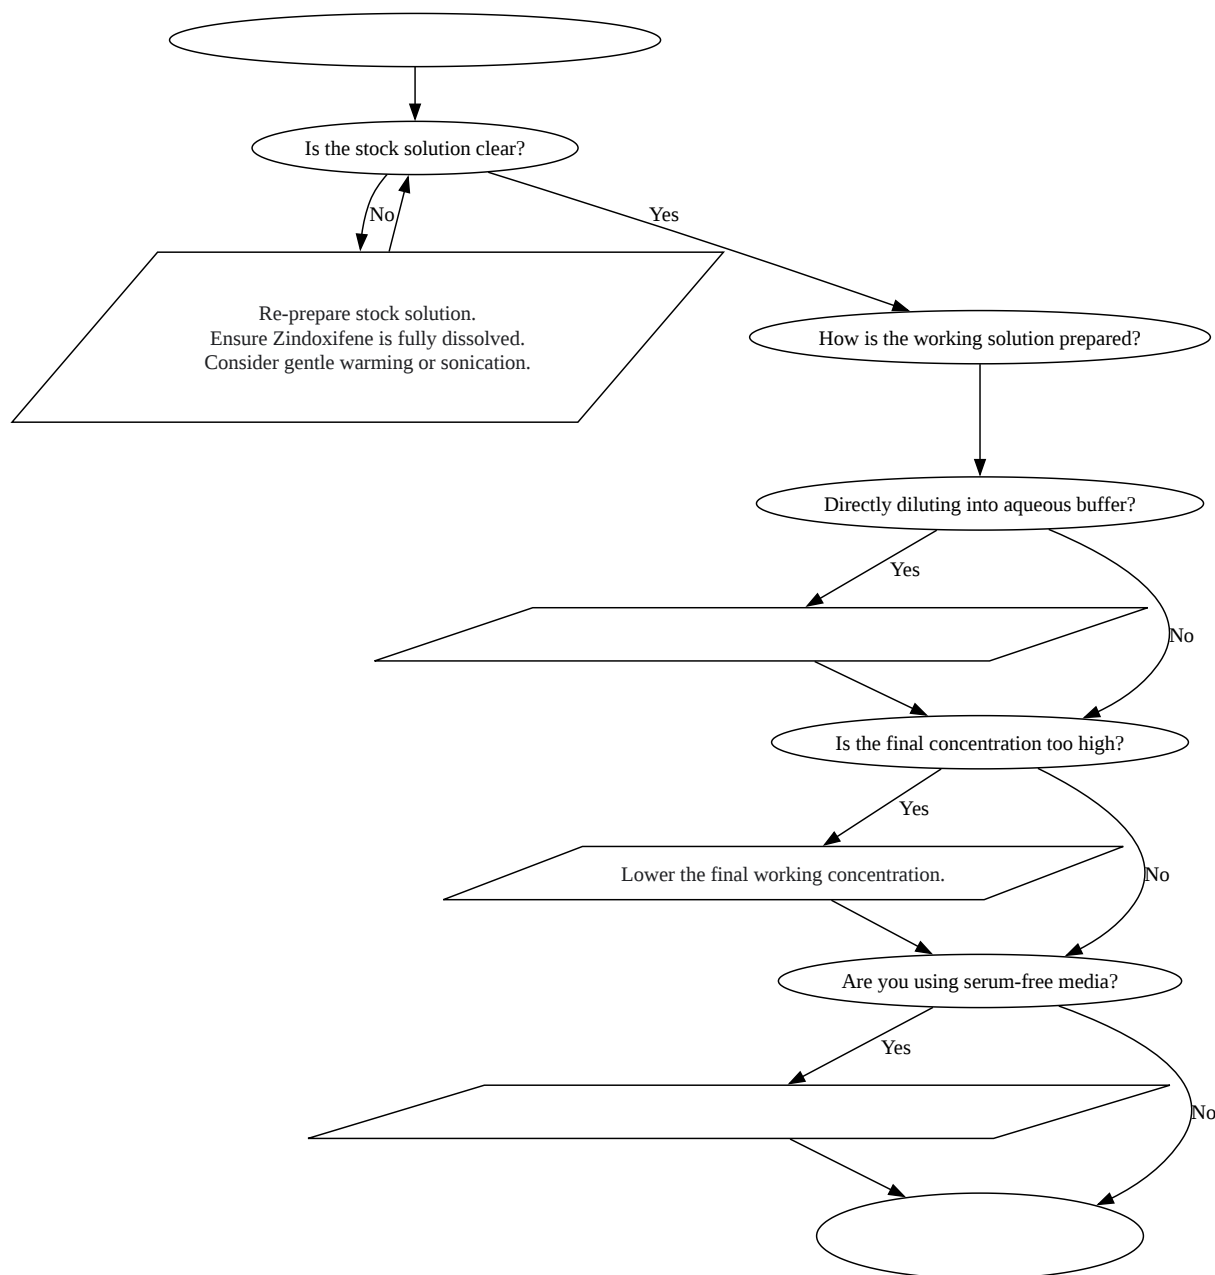 Is the stock solution clear?
No
Yes
Re-prepare stock solution.
Ensure Zindoxifene is fully dissolved.
Consider gentle warming or sonication.
How is the working solution prepared?
Directly diluting into aqueous buffer?
Yes
No
Is the final concentration too high?
Yes
Lower the final working concentration.
No
Are you using serum-free media?
Yes
No